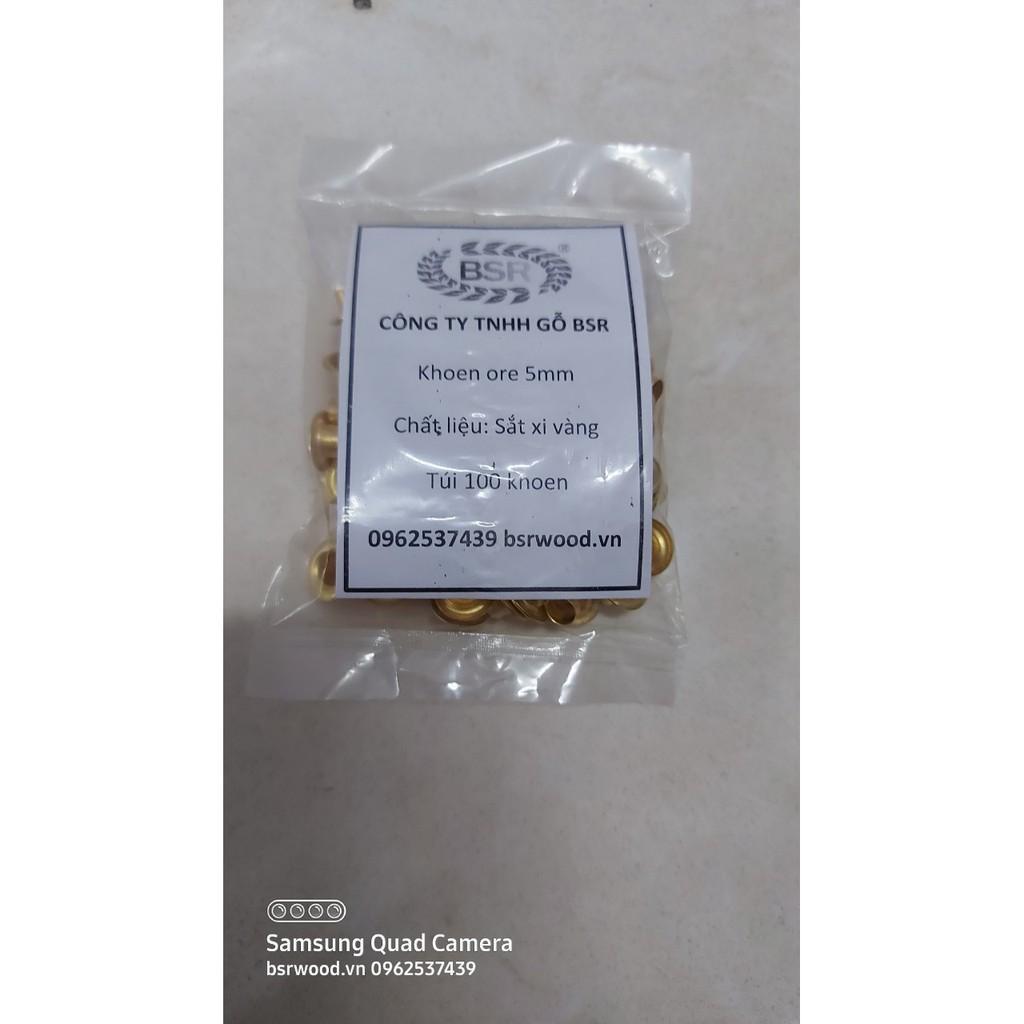 BSR®
CÔNG TY TNHH GỖ BSR
Khoen ore 5mm
Chất liệu: Sắt xi vàng
Túi 100 khoen
0962537439 bsrwood.vn
Samsung Quad Camera
bsrwood.vn 0962537439